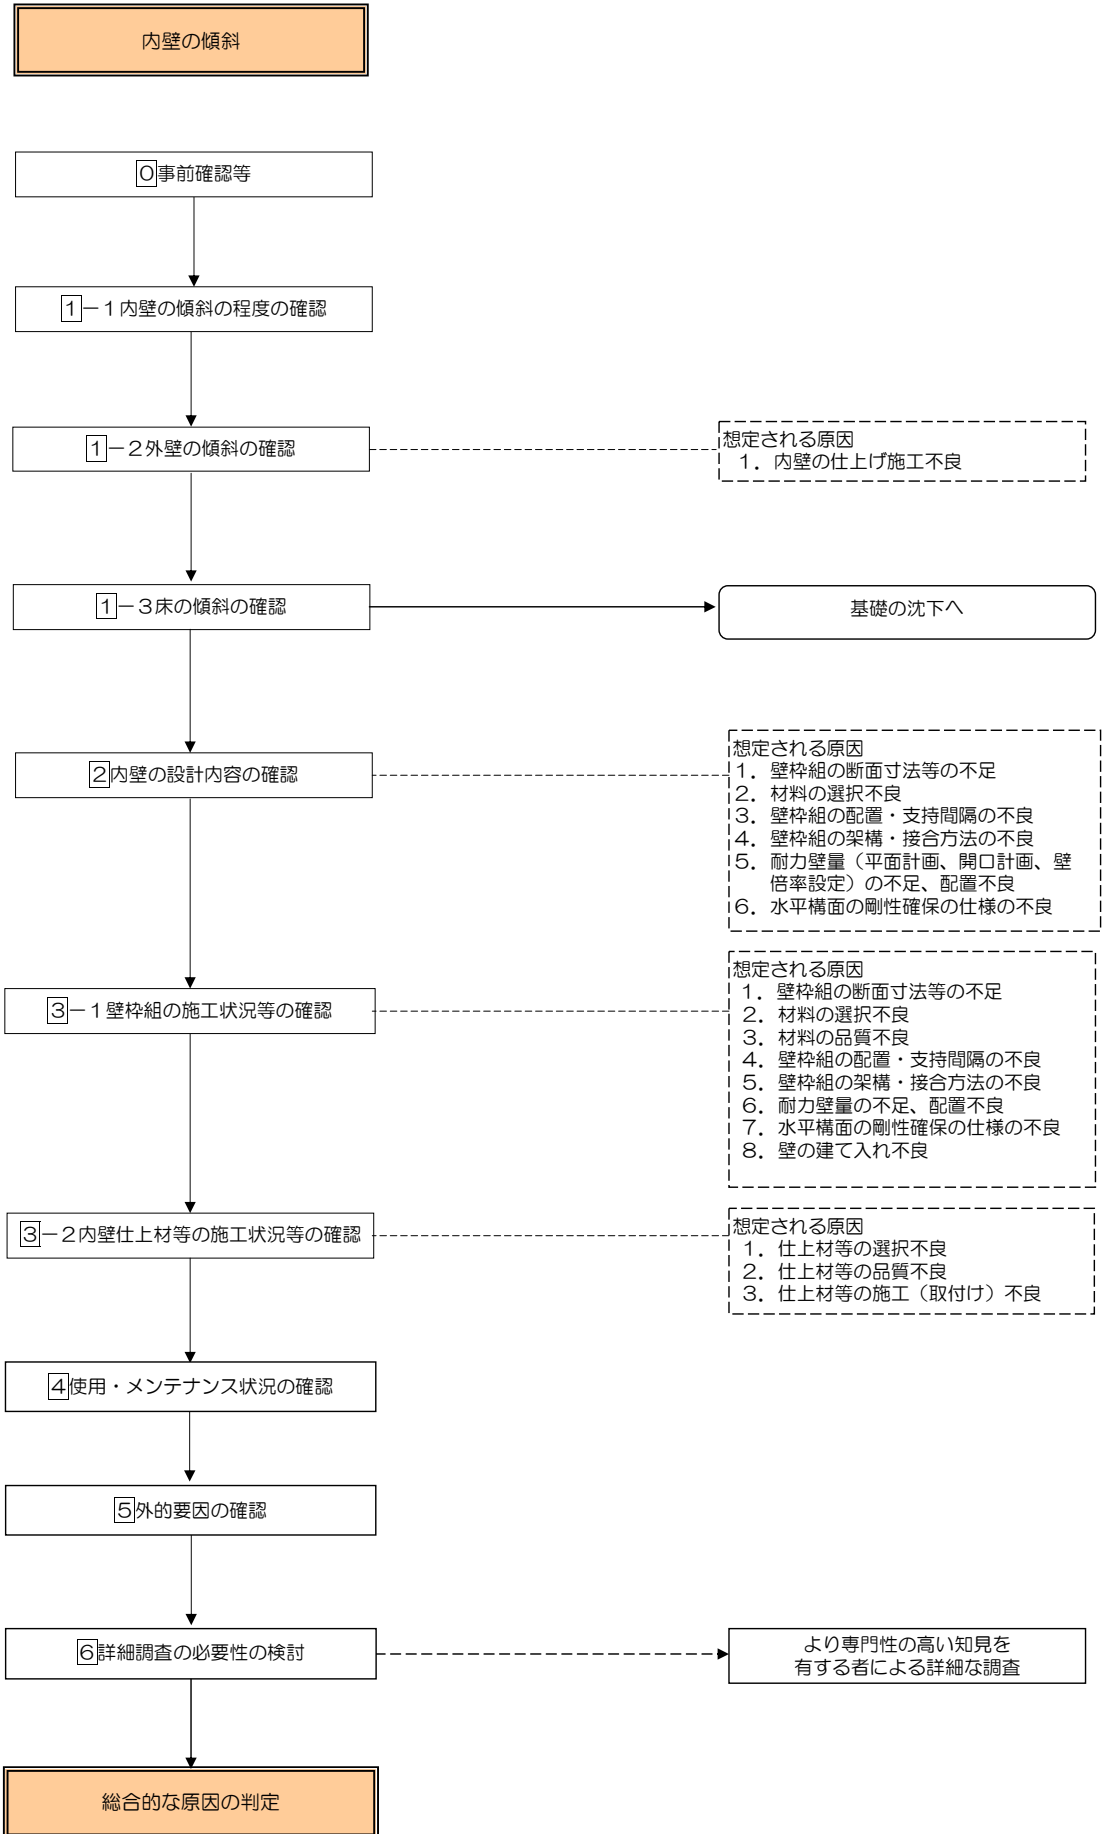 内壁の傾斜
0事前確認等
1－1内壁の傾斜の程度の確認
1－2外壁の傾斜の確認
想定される原因
1．内壁の仕上げ施工不良
1－3床の傾斜の確認
基礎の沈下へ
2内壁の設計内容の確認
想定される原因
1．壁枠組の断面寸法等の不足
2．材料の選択不良
3．壁枠組の配置・支持間隔の不良
4．壁枠組の架構・接合方法の不良
5．耐力壁量（平面計画、開口計画、壁
倍率設定）の不足、配置不良
6．水平構面の剛性確保の仕様の不良
3－1壁枠組の施工状況等の確認
想定される原因
1．壁枠組の断面寸法等の不足
2．材料の選択不良
3．材料の品質不良
4．壁枠組の配置・支持間隔の不良
5．壁枠組の架構・接合方法の不良
6．耐力壁量の不足、配置不良
7．水平構面の剛性確保の仕様の不良
8．壁の建て入れ不良
3－2内壁仕上材等の施工状況等の確認
想定される原因
1．仕上材等の選択不良
2．仕上材等の品質不良
3．仕上材等の施工（取付け）不良
4使用・メンテナンス状況の確認
5外的要因の確認
6詳細調査の必要性の検討
より専門性の高い知見を
有する者による詳細な調査
総合的な原因の判定